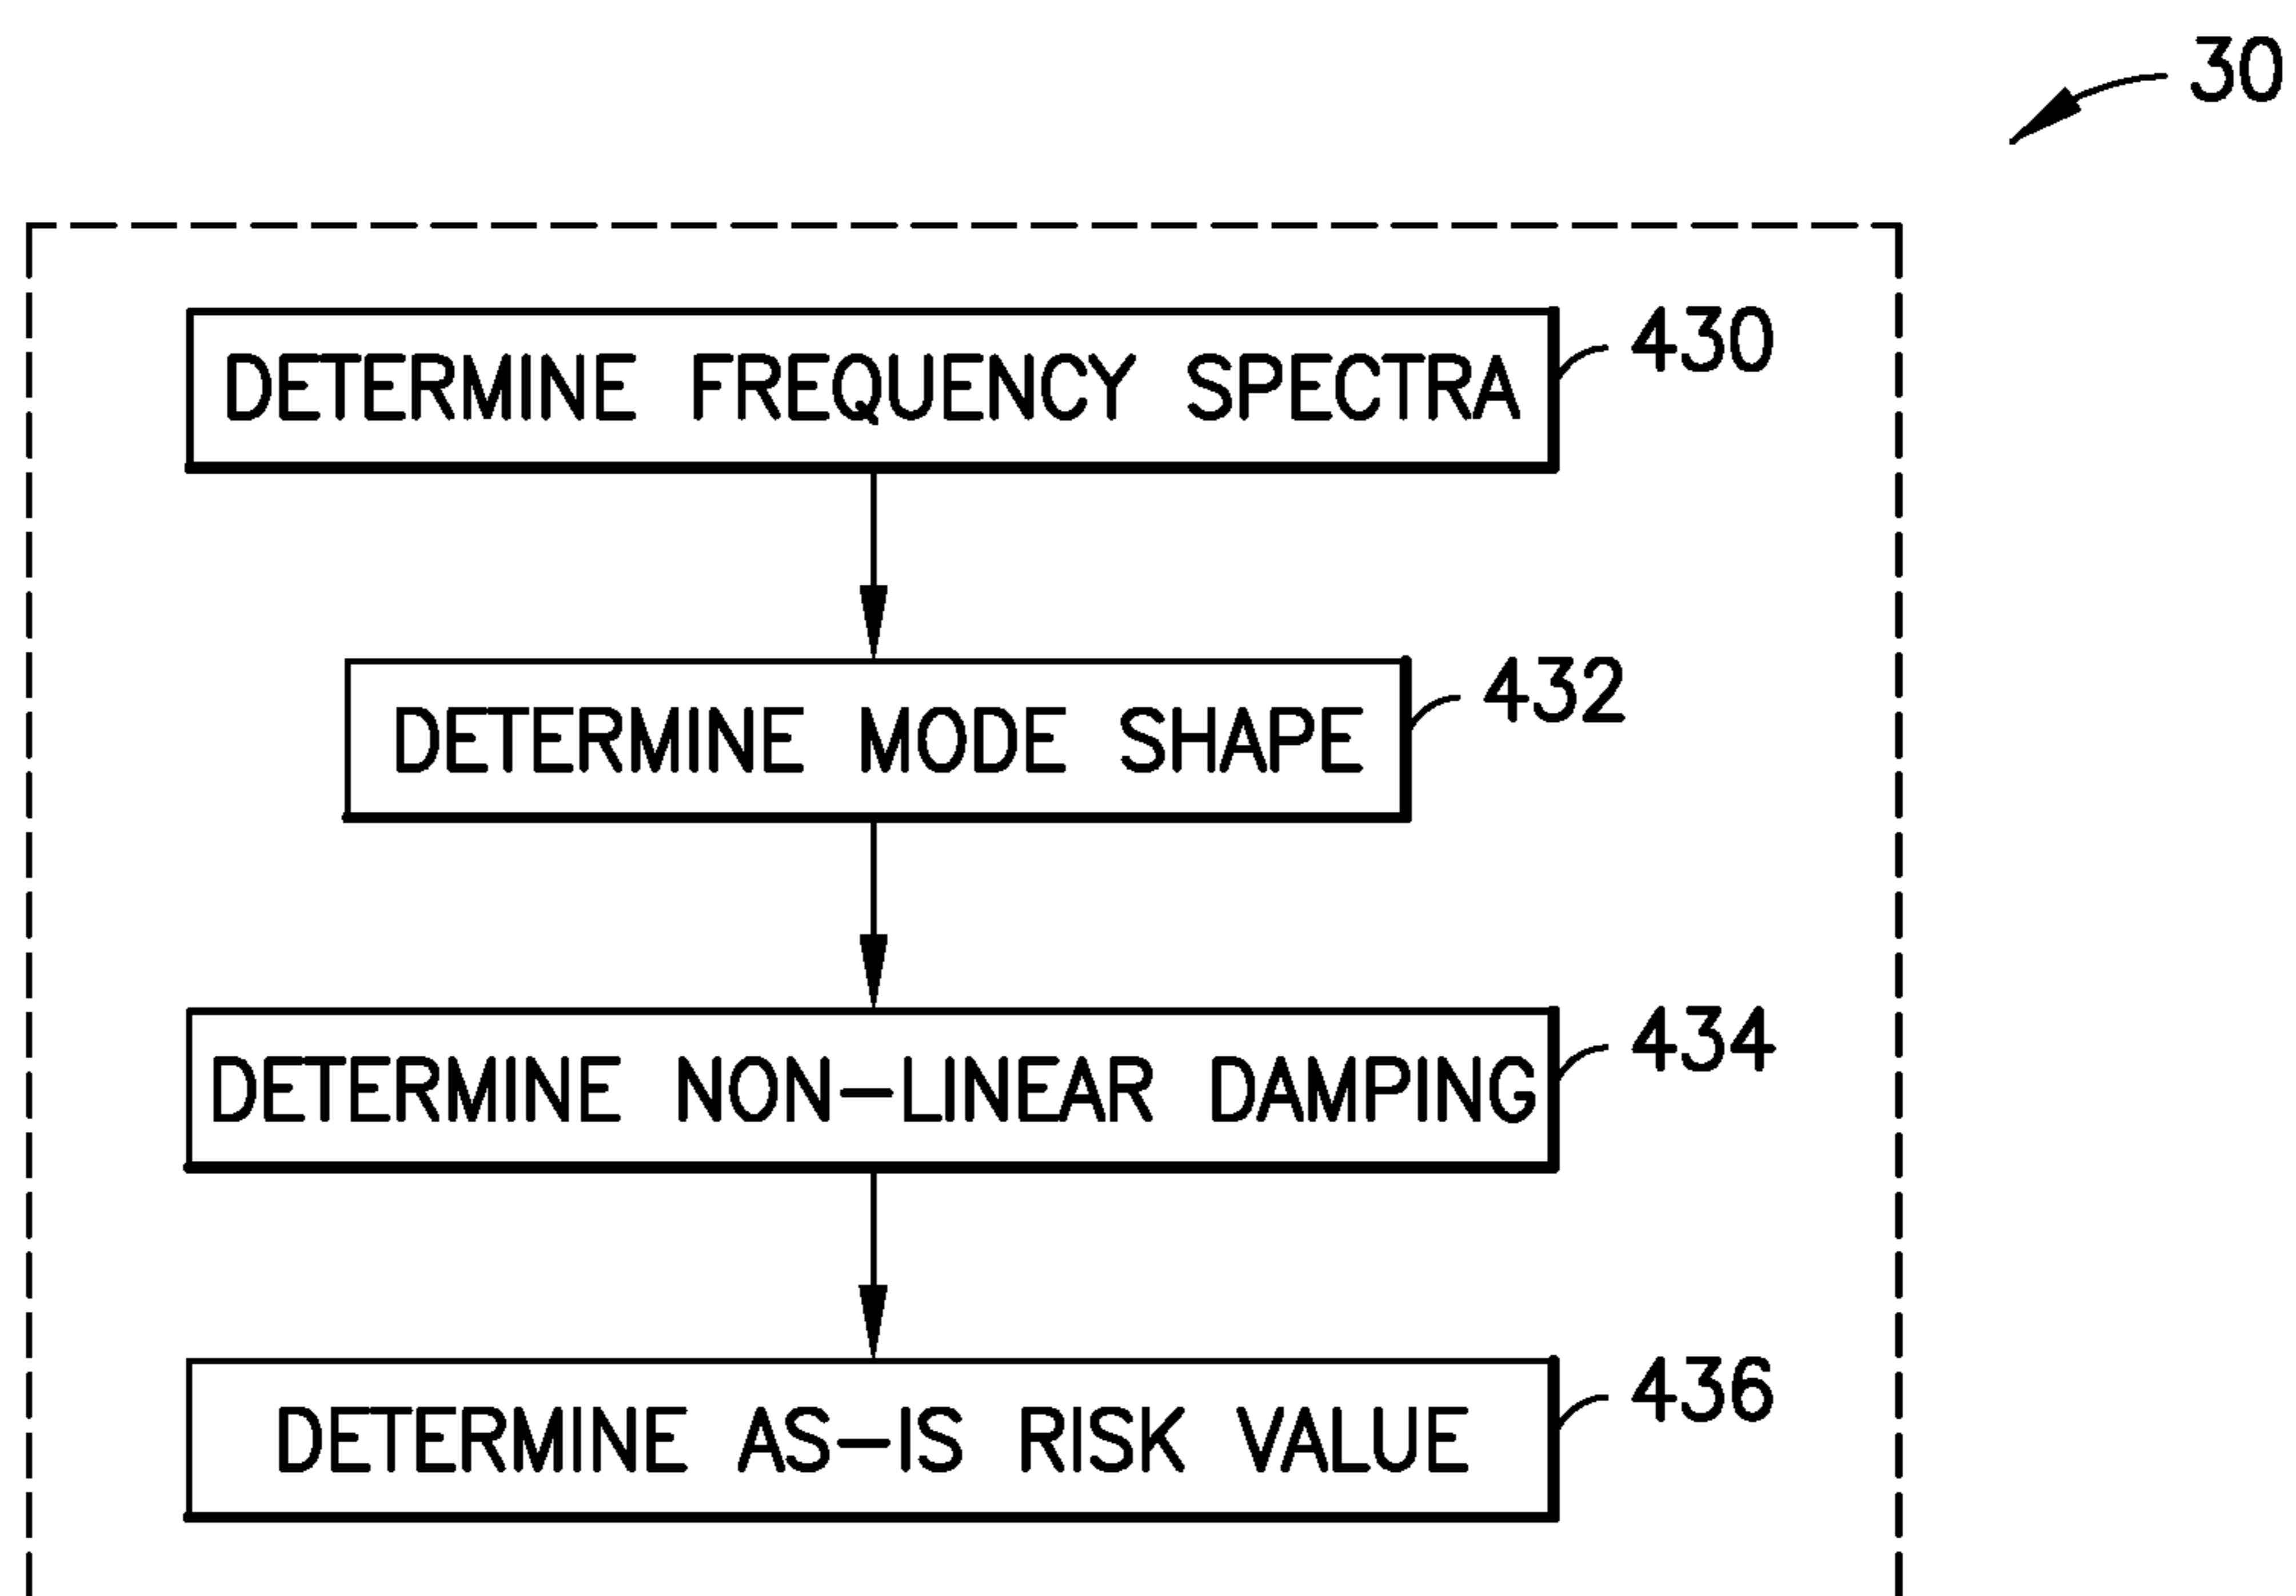 30
DETERMINE FREQUENCY SPECTRA
430
DETERMINE MODE SHAPE
432
DETERMINE NON-LINEAR DAMPING
434
DETERMINE AS-IS RISK VALUE
436